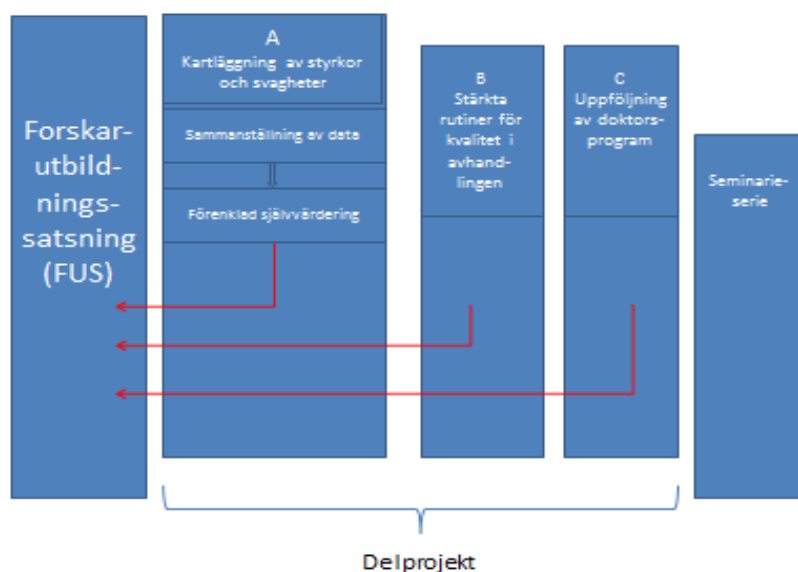 Forskar-
utbild-
nings-
satsning
(FUS)
A
Kartläggning av styrkor
och svagheter
Sammanställning av data
Förenklad självvärdering
B
Stärkta
rutiner för
kvalitet i
avhand-
lingen
C
Uppföljning
av doktors-
program
Seminarie-
serie
Delprojekt